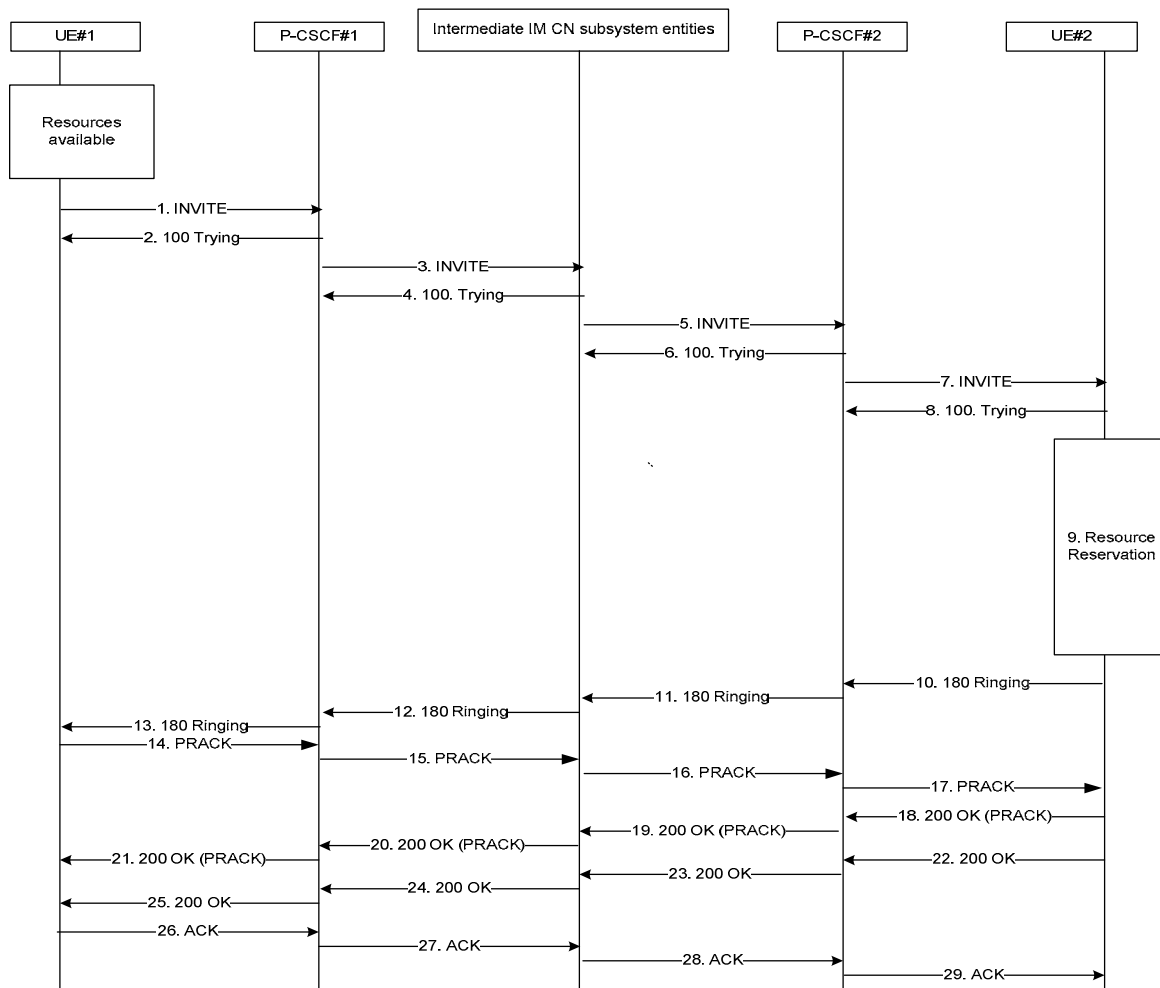 UE#1
P-CSCF#1
Intermediate IM CN subsystem entities
P-CSCF#2
UE#2
Resources
available
1. INVITE
2. 100 Trying
3. INVITE
4. 100. Trying
5. INVITE
6. 100. Trying
7. INVITE
8. 100. Trying
9. Resource
Reservation
10. 180 Ringing
11. 180 Ringing
12. 180 Ringing
13. 180 Ringing
14. PRACK
15. PRACK
16. PRACK
17. PRACK
18. 200 OK (PRACK)
19. 200 OK (PRACK)
20. 200 OK (PRACK)
21. 200 OK (PRACK)
22. 200 OK
23. 200 OK
24. 200 OK
25. 200 OK
26. ACK
27. ACK
28. ACK
29. ACK